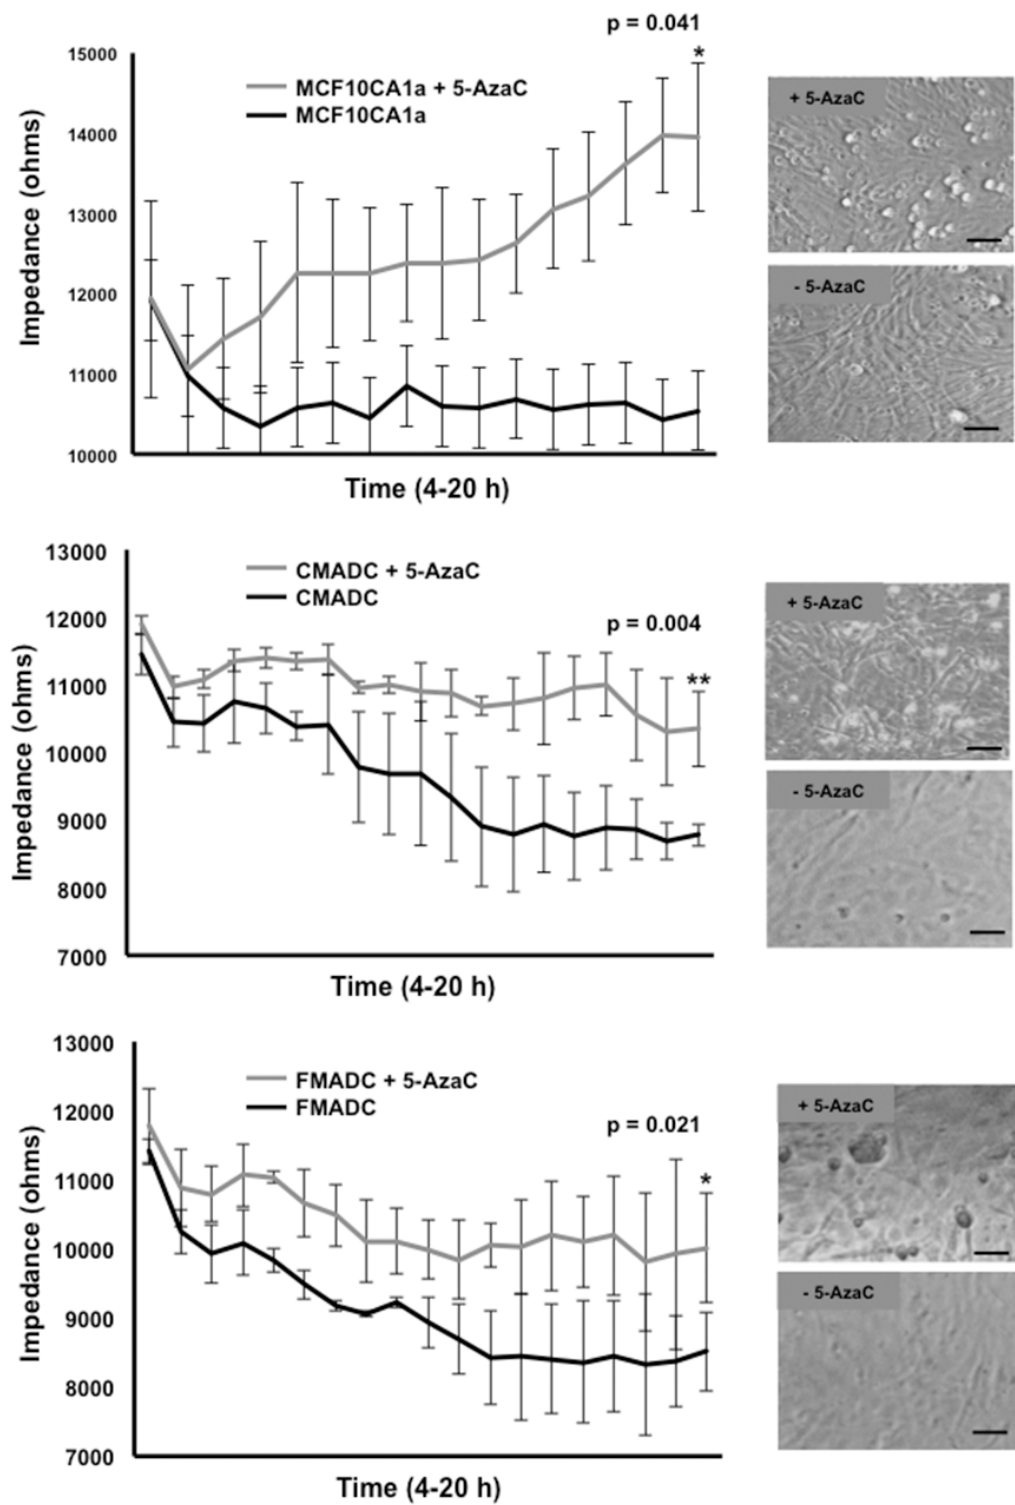 p = 0.041
*
15000
14000
13000
12000
11000
10000
Impedance (ohms)
MCF10CA1a + 5-AzaC
MCF10CA1a
Time (4-20 h)
+ 5-AzaC
- 5-AzaC
13000
12000
11000
10000
9000
8000
7000
Impedance (ohms)
CMADC + 5-AzaC
CMADC
p = 0.004
**
Time (4-20 h)
+ 5-AzaC
- 5-AzaC
13000
12000
11000
10000
9000
8000
7000
Impedance (ohms)
FMADC + 5-AzaC
FMADC
p = 0.021
*
Time (4-20 h)
+ 5-AzaC
- 5-AzaC